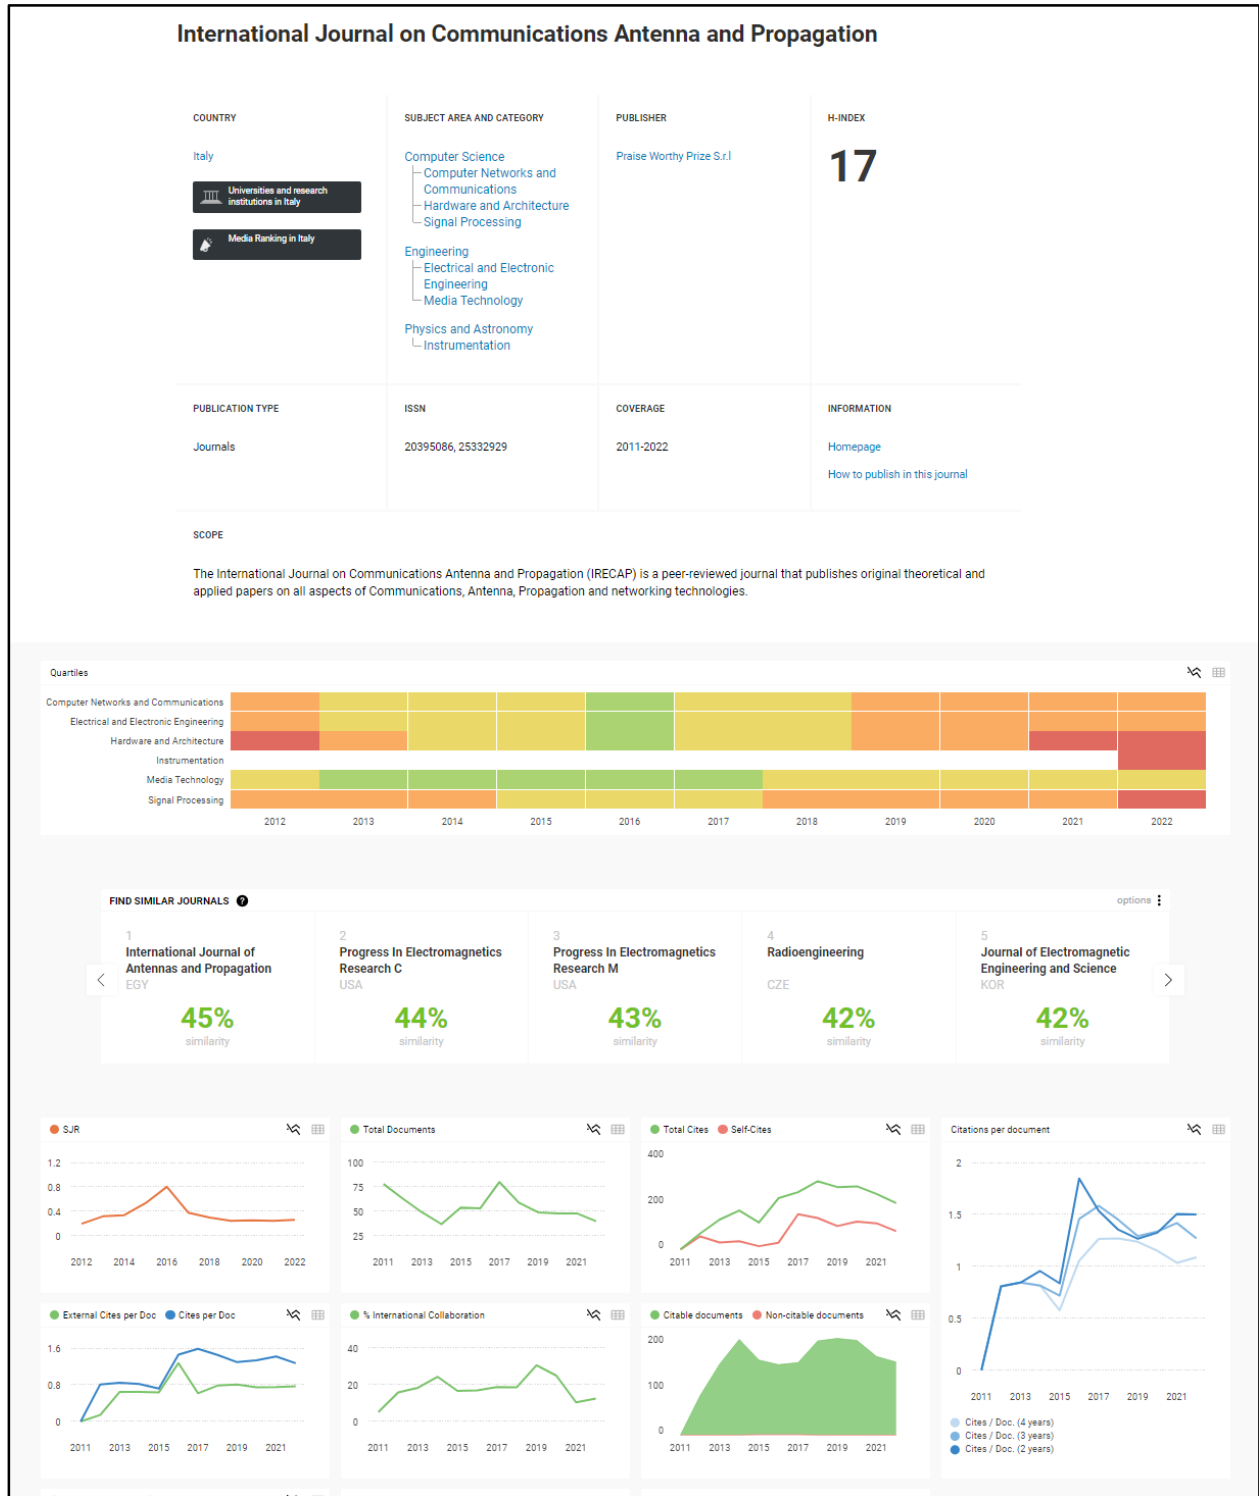 International Journal on Communications Antenna and Propagation
COUNTRY
Italy
Universities and research
institutions in Italy
Media Ranking in Italy
SUBJECT AREA AND CATEGORY
Computer Science
Computer Networks and
Communications
Hardware and Architecture
Signal Processing
Engineering
Electrical and Electronic
Engineering
Media Technology
Physics and Astronomy
Instrumentation
PUBLISHER
Praise Worthy Prize S.r.l
H-INDEX
17
PUBLICATION TYPE
Journals
ISSN
20395086, 25332929
COVERAGE
2011-2022
INFORMATION
Homepage
How to publish in this journal
SCOPE
The International Journal on Communications Antenna and Propagation (IRECAP) is a peer-reviewed journal that publishes original theoretical and
applied papers on all aspects of Communications, Antenna, Propagation and networking technologies.
Quartiles
Computer Networks and Communications
Electrical and Electronic Engineering
Hardware and Architecture
Instrumentation
Media Technology
Signal Processing
2012 2013 2014 2015 2016 2017 2018 2019 2020 2021 2022
FIND SIMILAR JOURNALS ?
options
1
International Journal of
Antennas and Propagation
EGY
45%
similarity
2
Progress In Electromagnetics
Research C
USA
44%
similarity
3
Progress In Electromagnetics
Research M
USA
43%
similarity
4
Radioengineering
CZE
42%
similarity
5
Journal of Electromagnetic
Engineering and Science
KOR
42%
similarity
SJR
1.2
0.8
0.4
0
2012 2014 2016 2018 2020 2022
Total Documents
100
75
50
25
2011 2013 2015 2017 2019 2021
Total Cites Self-Cites
400
200
0
2011 2013 2015 2017 2019 2021
Citations per document
2
1.5
1
0.5
0
2011 2013 2015 2017 2019 2021
Cites / Doc. (4 years)
Cites / Doc. (3 years)
Cites / Doc. (2 years)
External Cites per Doc Cites per Doc
1.6
0.8
0
2011 2013 2015 2017 2019 2021
% International Collaboration
40
20
0
2011 2013 2015 2017 2019 2021
Citable documents Non-citable documents
200
100
0
2011 2013 2015 2017 2019 2021